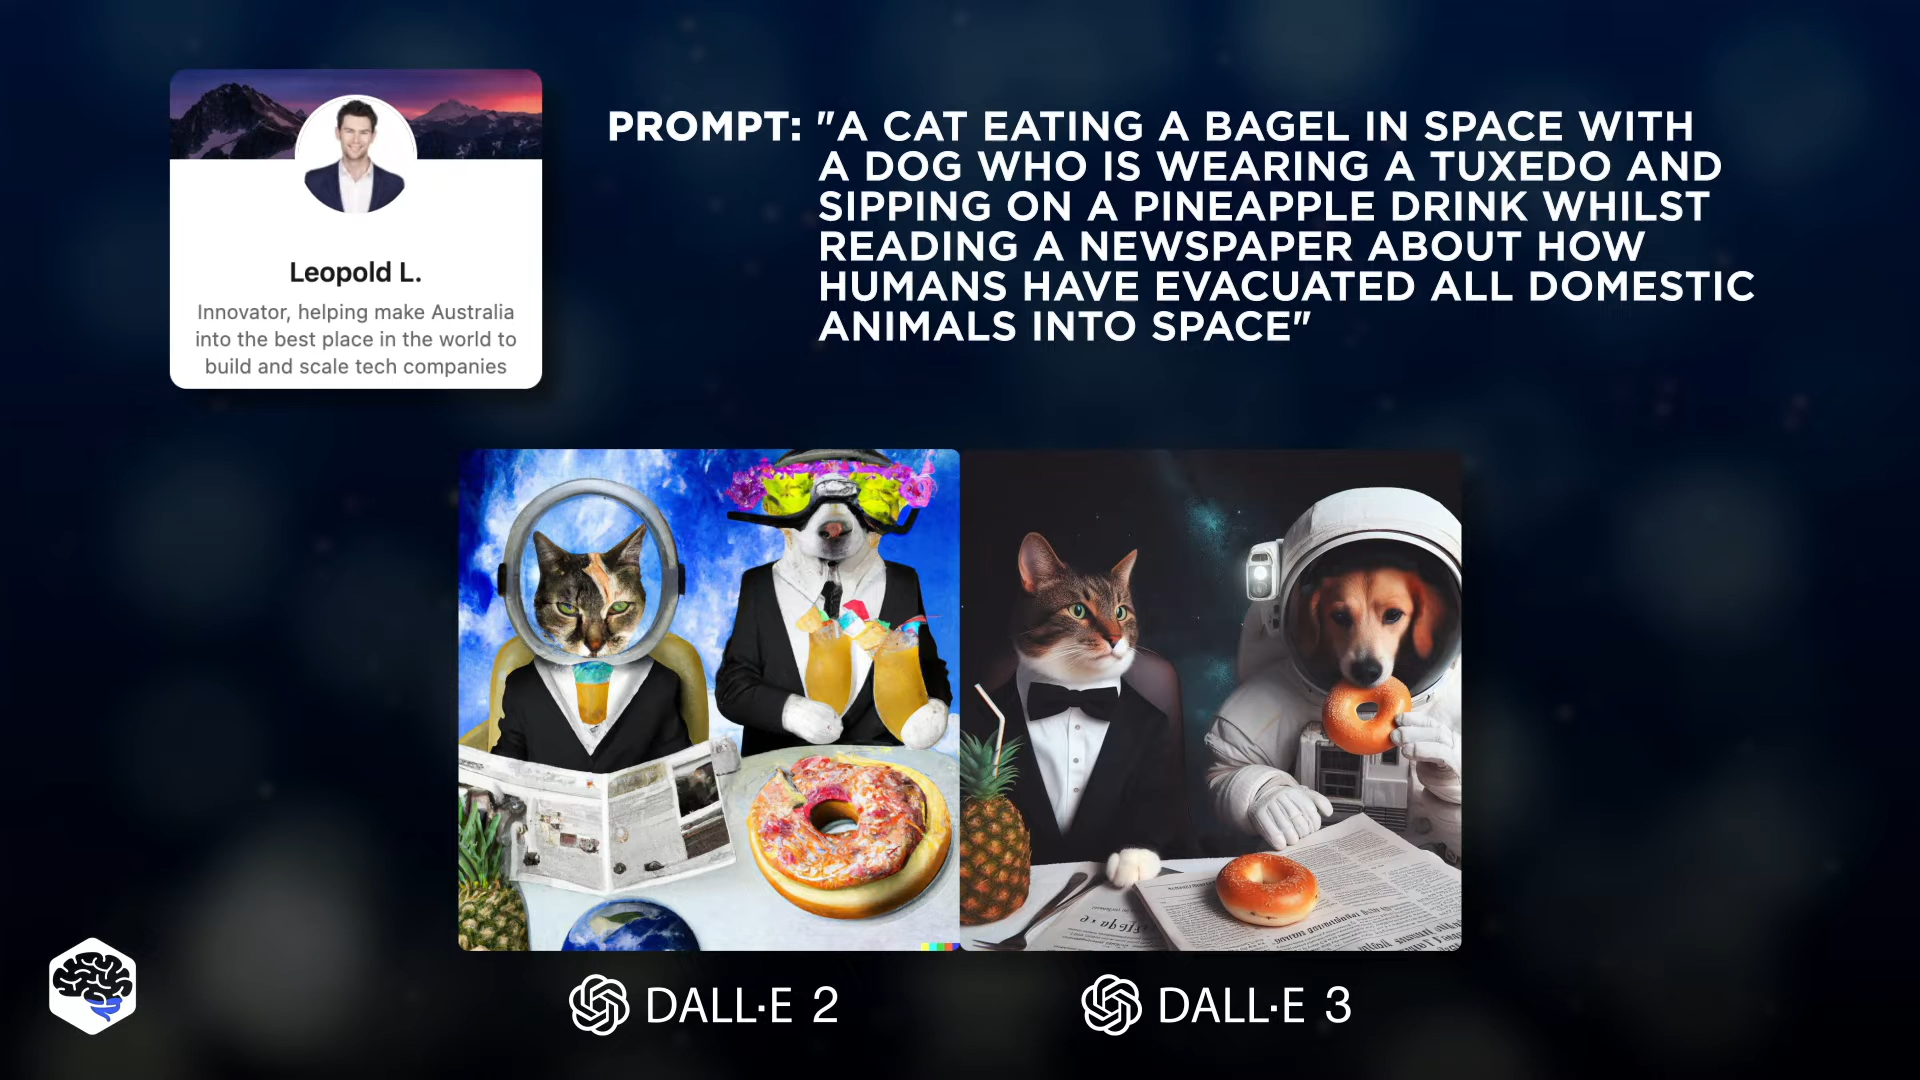 Leopold L.
Innovator, helping make Australia
into the best place in the world to
build and scale tech companies
PROMPT: "A CAT EATING A BAGEL IN SPACE WITH
A DOG WHO IS WEARING A TUXEDO AND
SIPPING ON A PINEAPPLE DRINK WHILST
READING A NEWSPAPER ABOUT HOW
HUMANS HAVE EVACUATED ALL DOMESTIC
ANIMALS INTO SPACE"
DALL·E 2
DALL·E 3